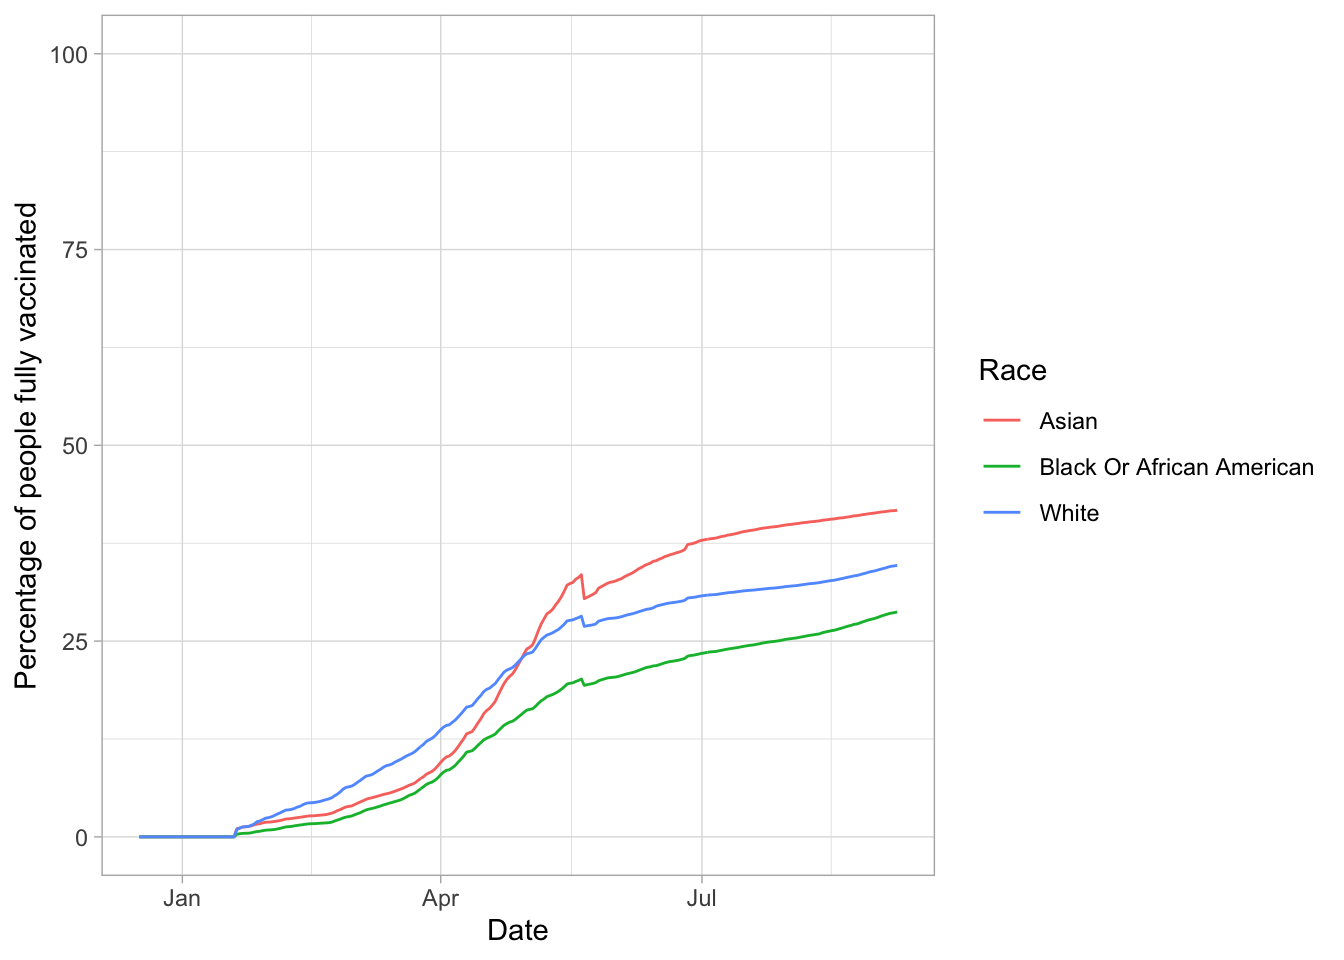 100
75
50
25
0
Percentage of people fully vaccinated
Jan
Apr
Jul
Date
Race
Asian
Black Or African American
White